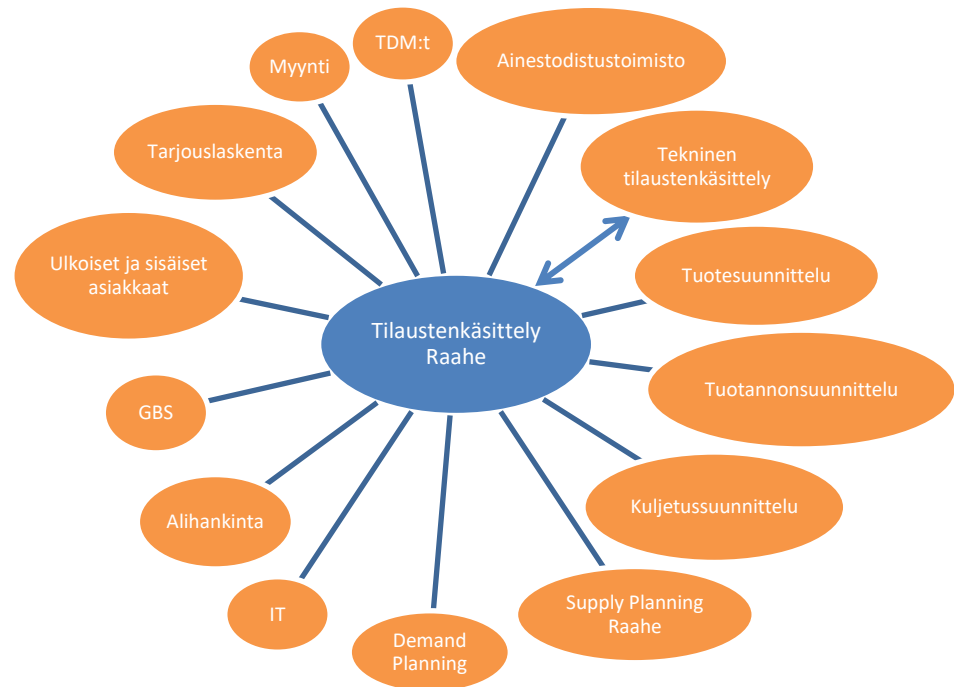 TDM:t
Myynti
Ainestodistustoimisto
Tarjouslaskenta
Tekninen
tilaustenkäsittely
Ulkoiset ja sisäiset
asiakkaat
Tuotesuunnittelu
Tilaustenkäsittely
Raahe
Tuotannonsuunnittelu
GBS
Kuljetussuunnittelu
Alihankinta
Supply Planning
Raahe
IT
Demand
Planning